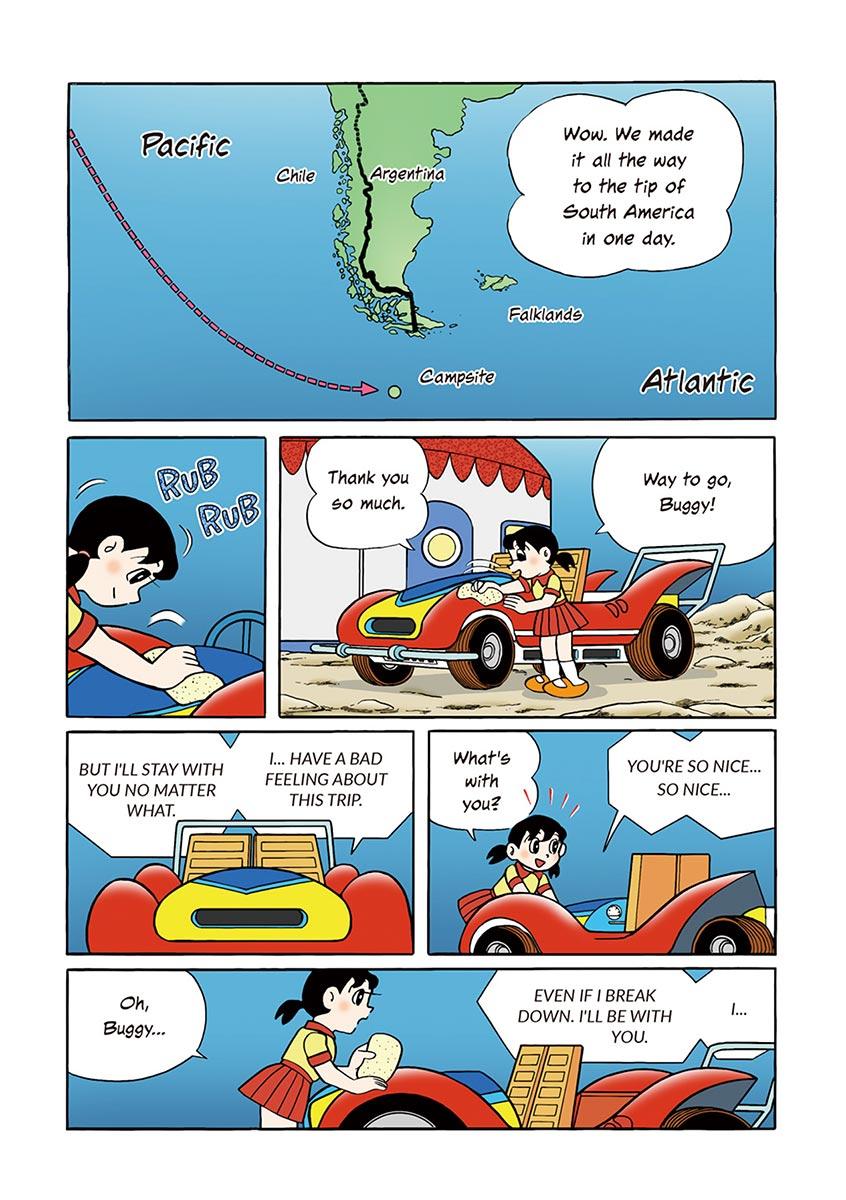 Wow. We made
it all the way
to the tip of
South America
in one day.
Pacific
Chile
Argentina
Falklands
Campsite
Atlantic
Way to go,
Buggy!
Thank you
so much.
RUB
RUB
YOU'RE SO NICE...
SO NICE...
What's
with
you?
I... HAVE A BAD
FEELING ABOUT
THIS TRIP.
BUT I'LL STAY WITH
YOU NO MATTER
WHAT.
I...
EVEN IF I BREAK
DOWN. I'LL BE WITH
YOU.
Oh,
Buggy...